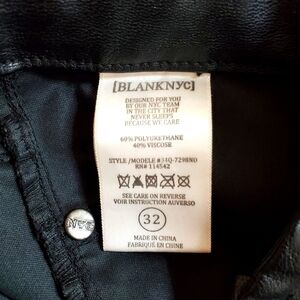 [BLANKNYC]
DESIGNED FOR YOU
BY OUR NYC TEAM
IN THE CITY THAT
NEVER SLEEPS
BECAUSE WE CARE
60% POLYURETHANE
40% VISCOSE
STYLE/MODELE #34Q-7298NO
RN# 114542
SEE CARE ON REVERSE
VOIR INSTRUCTION AUVERSO
32
MADE IN CHINA
FABRIQUÉ EN CHINE